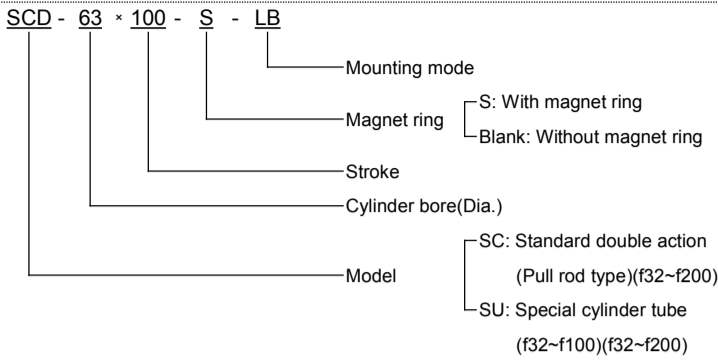 SCD - 63 × 100 - S - LB
Mounting mode
S: With magnet ring
Magnet ring
Blank: Without magnet ring
Stroke
Cylinder bore(Dia.)
SC: Standard double action
(Pull rod type)(f32~f200)
Model
SU: Special cylinder tube
(f32~f100)(f32~f200)